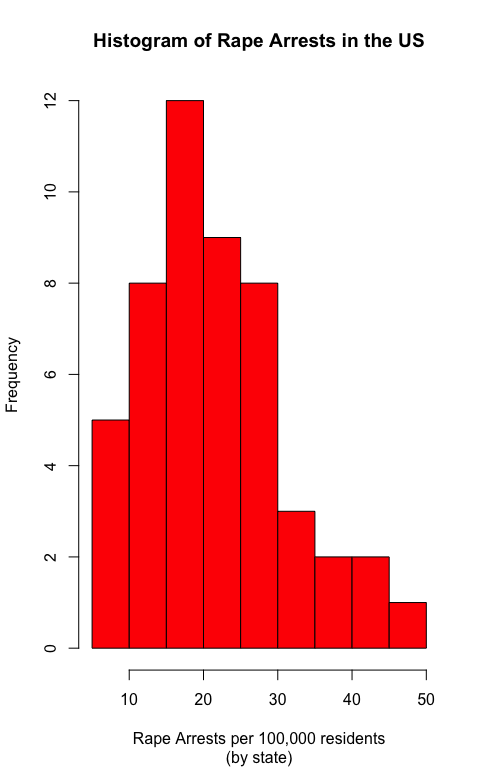 Histogram of Rape Arrests in the US
Frequency
12
10
8
6
4
2
0
10 20 30 40 50
Rape Arrests per 100,000 residents
(by state)